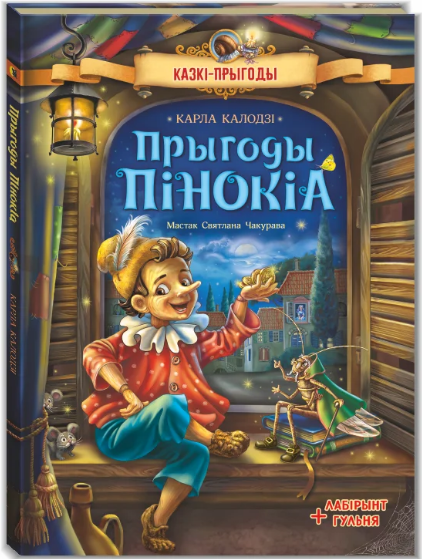 КАЗКІ-ПРЫГОДЫ
КАРЛА КАЛОДЗІ
Прыгоды
ПІНОКІА
Мастак Святлана Чакурава
+ ЛАБІРЫНТ
ГУЛЬНЯ
Прыгоды Пінокіа
КАРЛА КАЛОДЗІ